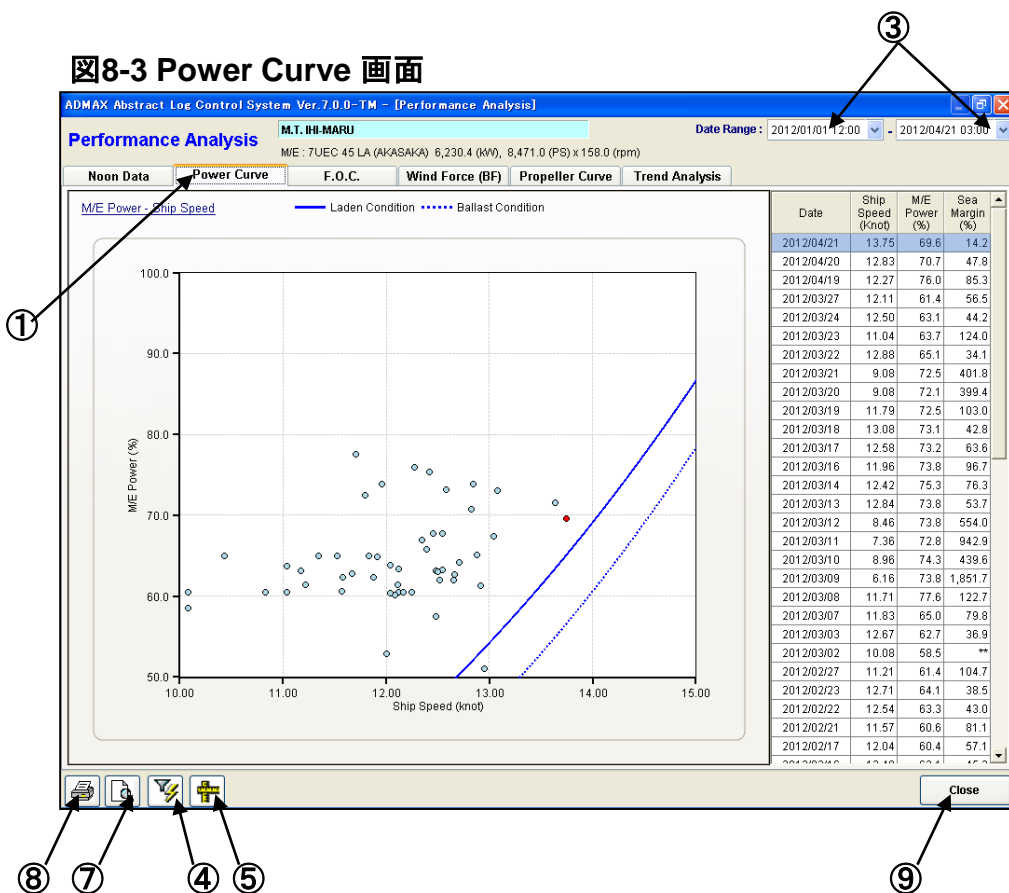 ③
図8-3 Power Curve 画面
ADMAX Abstract Log Control System Ver.7.0.0-TM - [Performance Analysis]
Performance Analysis
M.T. IHI-MARU
Date Range : 2012/01/01 12:00 - 2012/04/21 03:00
M/E : 7UEC 45 LA (AKASAKA) 6,230.4 (kW), 8,471.0 (PS) x 158.0 (rpm)
Noon Data Power Curve F.O.C. Wind Force (BF) Propeller Curve Trend Analysis
M/E Power - Ship Speed
Laden Condition Ballast Condition
①
100.0
90.0
80.0
70.0
60.0
50.0
M/E Power (%)
10.00 11.00 12.00 13.00 14.00 15.00
Ship Speed (knot)
Date Ship Speed (Knot) M/E Power (%) Sea Margin (%)
2012/04/21 13.75 69.6 14.2
2012/04/20 12.83 70.7 47.8
2012/04/19 12.27 76.0 85.3
2012/03/27 12.11 61.4 56.5
2012/03/24 12.50 63.1 44.2
2012/03/23 11.04 63.7 124.0
2012/03/22 12.88 65.1 34.1
2012/03/21 9.08 72.5 401.8
2012/03/20 9.08 72.1 399.4
2012/03/19 11.79 72.5 103.0
2012/03/18 13.08 73.1 42.8
2012/03/17 12.58 73.2 63.6
2012/03/16 11.96 73.8 96.7
2012/03/14 12.42 75.3 76.3
2012/03/13 12.84 73.8 53.7
2012/03/12 8.46 73.8 554.0
2012/03/11 7.36 72.8 942.9
2012/03/10 8.96 74.3 439.6
2012/03/09 6.16 73.8 1,851.7
2012/03/08 11.71 77.6 122.7
2012/03/07 11.83 65.0 79.8
2012/03/03 12.67 62.7 36.9
2012/03/02 10.08 58.5 **
2012/02/27 11.21 61.4 104.7
2012/02/23 12.71 64.1 38.5
2012/02/22 12.54 63.3 43.0
2012/02/21 11.57 60.6 81.1
2012/02/17 12.04 60.4 57.1
Close
⑧ ⑦ ④ ⑤ ⑨